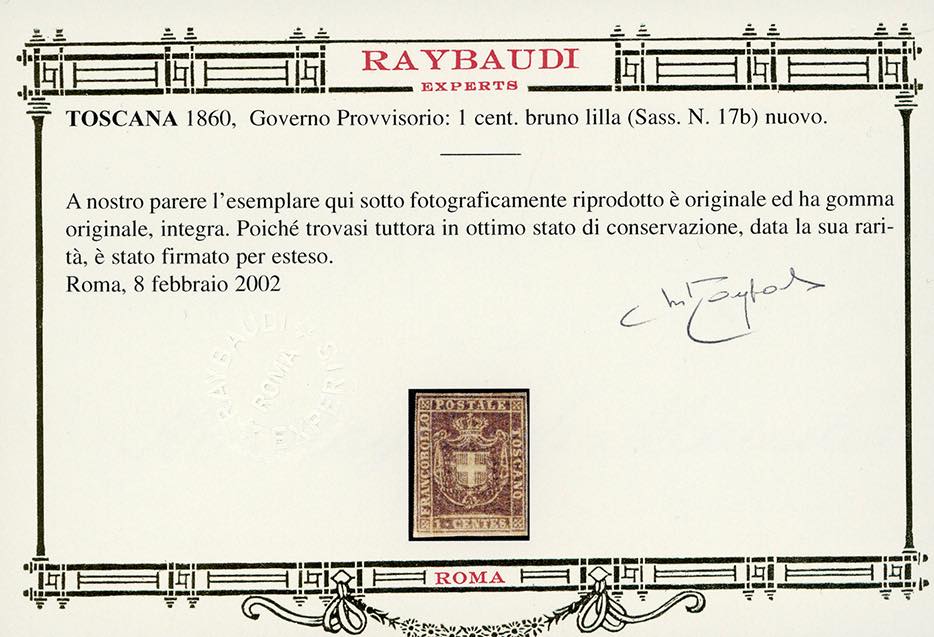 RAYBAUDI
EXPERTS
TOSCANA 1860, Governo Provvisorio: 1 cent. bruno lilla (Sass. N. 17b) nuovo.
A nostro parere l'esemplare qui sotto fotograficamente riprodotto è originale ed ha gomma
originale, integra. Poiché trovasi tuttora in ottimo stato di conservazione, data la sua rari-
tà, è stato firmato per esteso.
Roma, 8 febbraio 2002
RAYBAUDI
ROMA
EXPERTS
POSTALE
FRANCOBOLLO
TOSCANO
1 CENTES.
ROMA